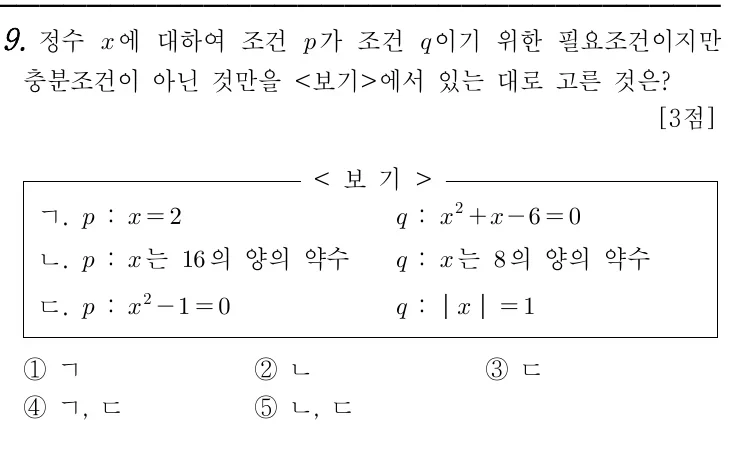 9. 정수 x에 대하여 조건 p가 조건 q이기 위한 필요조건이지만
충분조건이 아닌 것만을 <보기>에서 있는 대로 고른 것은?
[3점]
< 보 기 >
ㄱ. p : x=2 q : x²+x-6=0
ㄴ. p : x는 16의 양의 약수 q : x는 8의 양의 약수
ㄷ. p : x²-1=0 q : |x|=1
① ㄱ ② ㄴ ③ ㄷ
④ ㄱ, ㄷ ⑤ ㄴ, ㄷ